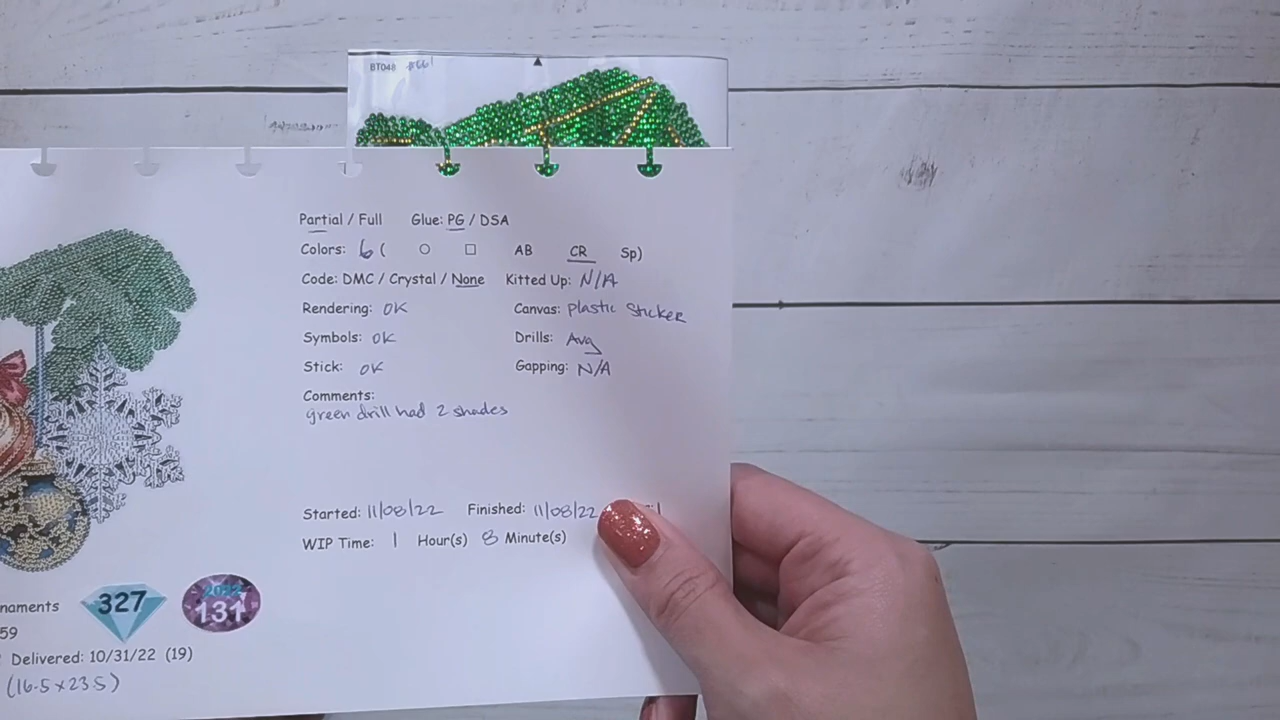 BT048 #661
Partial / Full Glue: PG / DSA
Colors: 6 ( ○ □ AB CR Sp)
Code: DMC / Crystal / None Kitted Up: N/A
Rendering: OK Canvas: plastic sticker
Symbols: OK Drills: Avg
Stick: OK Gapping: N/A
Comments:
green drill had 2 shades
Started: 11/08/22 Finished: 11/08/22
WIP Time: 1 Hour(s) 8 Minute(s)
327
2022
131
naments
59
Delivered: 10/31/22 (19)
(16.5x23.5)